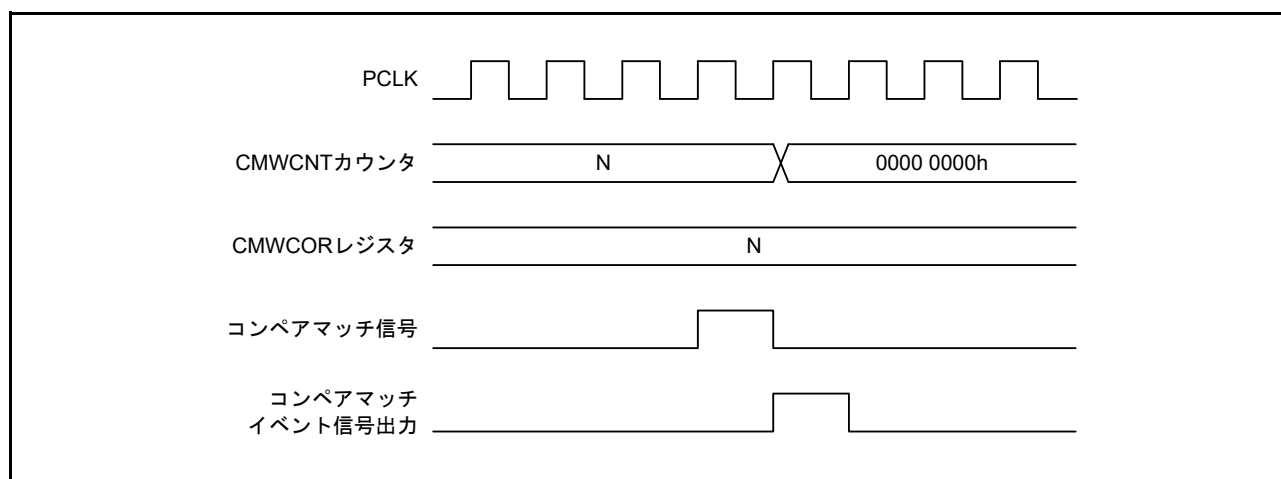 PCLK
CMWCNTカウンタ
N
0000 0000h
CMWCORレジスタ
N
コンペアマッチ信号
コンペアマッチ
イベント信号出力